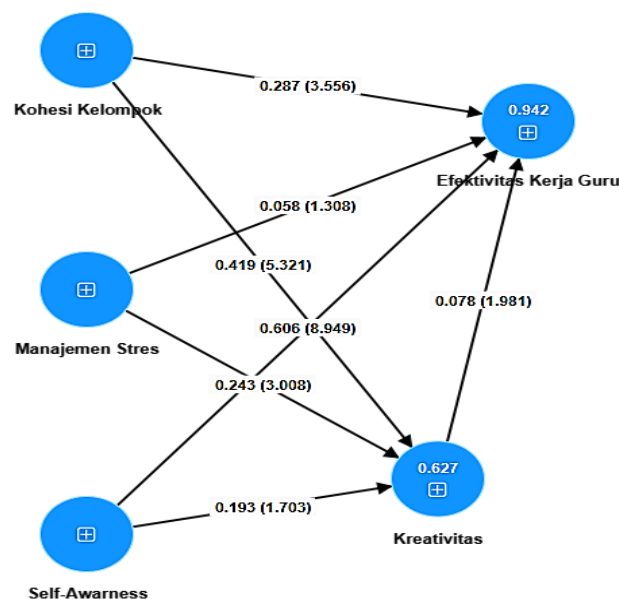 0.287 (3.556)
Kohesi Kelompok
0.942
Efektivitas Kerja Guru
0.058 (1.308)
0.419 (5.321)
0.078 (1.981)
0.606 (8.949)
Manajemen Stres
0.243 (3.008)
0.627
0.193 (1.703)
Kreativitas
Self-Awarness